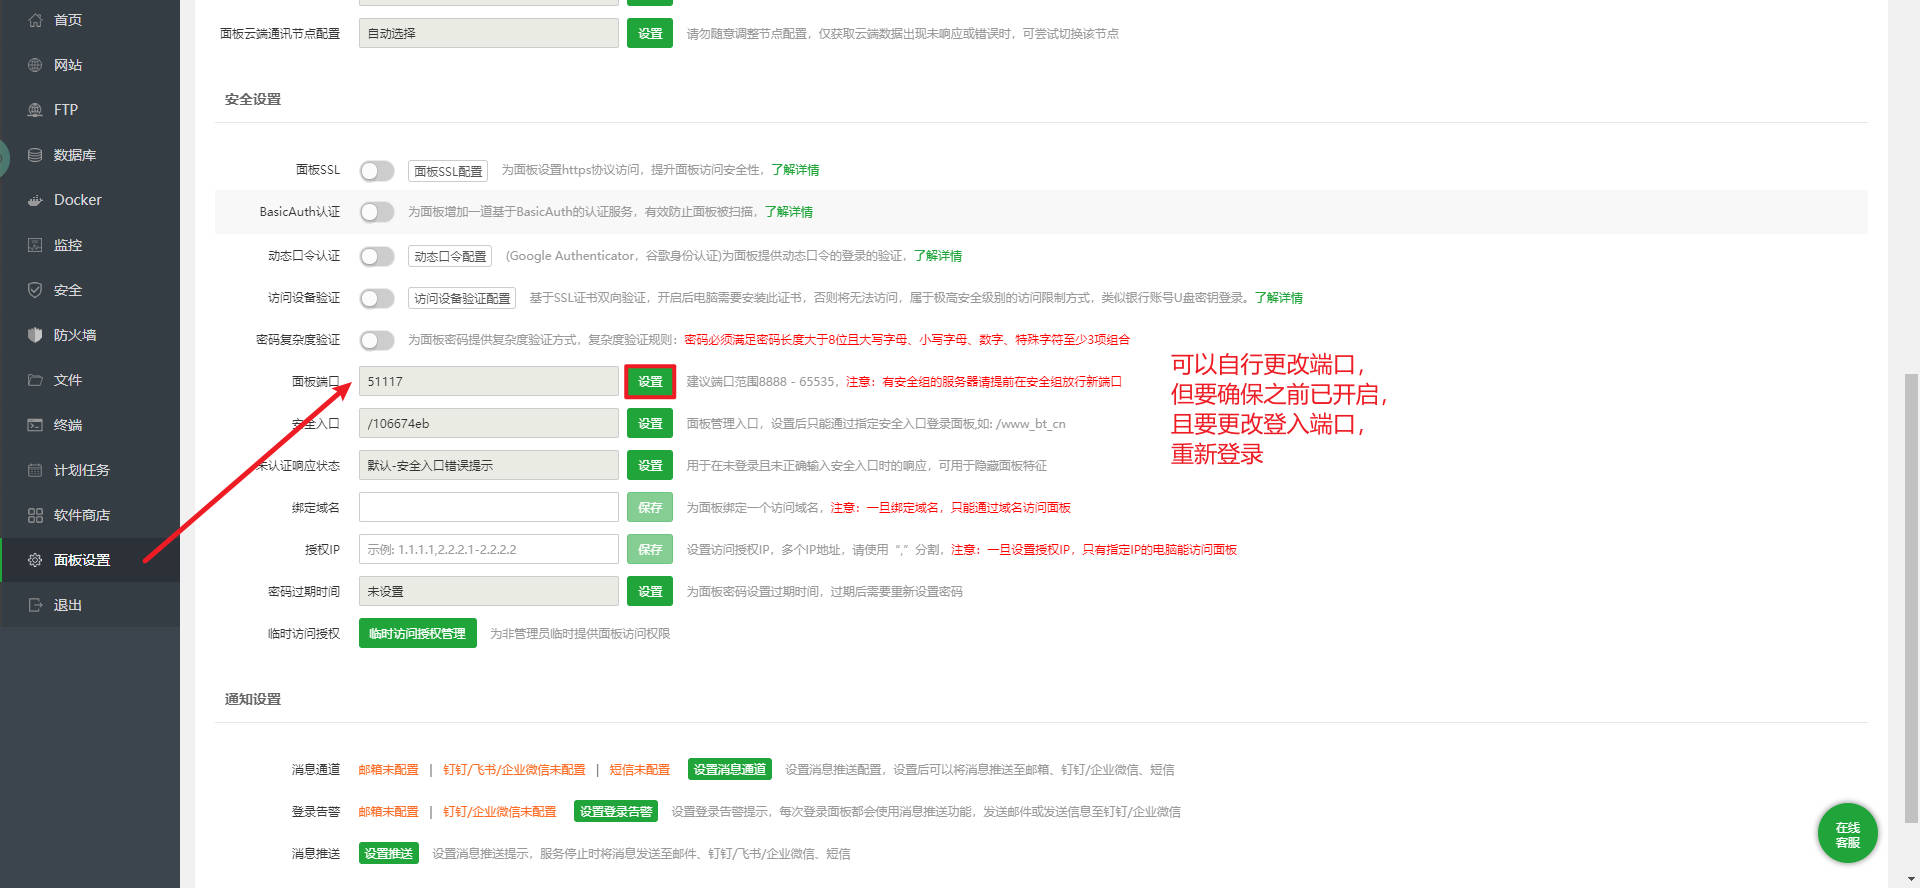 首页
网站
FTP
数据库
Docker
监控
安全
防火墙
文件
终端
计划任务
软件商店
面板设置
退出
面板云端通讯节点配置 自动选择 设置 请勿随意调整节点配置，仅获取云端数据出现未响应或错误时，可尝试切换该节点
安全设置
面板SSL 面板SSL配置 为面板设置https协议访问，提升面板访问安全性，了解详情
BasicAuth认证 为面板增加一道基于BasicAuth的认证服务，有效防止面板被扫描，了解详情
动态口令认证 动态口令配置 (Google Authenticator，谷歌身份认证)为面板提供动态口令的登录的验证，了解详情
访问设备验证 访问设备验证配置 基于SSL证书双向验证，开启后电脑需要安装此证书，否则将无法访问，属于极高安全级别的访问限制方式，类似银行账号U盘密钥登录。了解详情
密码复杂度验证 为面板密码提供复杂度验证方式，复杂度验证规则：密码必须满足密码长度大于8位且大写字母、小写字母、数字、特殊字符至少3项组合
面板端口 51117 设置 建议端口范围8888 - 65535，注意：有安全组的服务器请提前在安全组放行新端口
安全入口 /106674eb 设置 面板管理入口，设置后只能通过指定安全入口登录面板,如: /www_bt_cn
未认证响应状态 默认-安全入口错误提示 设置 用于在未登录且未正确输入安全入口时的响应，可用于隐藏面板特征
绑定域名 保存 为面板绑定一个访问域名，注意：一旦绑定域名，只能通过域名访问面板
授权IP 示例: 1.1.1.1,2.2.2.1-2.2.2.2 保存 设置访问授权IP，多个IP地址，请使用 “,” 分割，注意：一旦设置授权IP，只有指定IP的电脑能访问面板
密码过期时间 未设置 设置 为面板密码设置过期时间，过期后需要重新设置密码
临时访问授权 临时访问授权管理 为非管理员临时提供面板访问权限
可以自行更改端口，
但要确保之前已开启，
且要更改登入端口，
重新登录
通知设置
消息通道 邮箱未配置 | 钉钉/飞书/企业微信未配置 | 短信未配置 设置消息通道 设置消息推送配置，设置后可以将消息推送至邮箱、钉钉/企业微信、短信
登录告警 邮箱未配置 | 钉钉/企业微信未配置 设置登录告警 设置登录告警提示，每次登录面板都会使用消息推送功能，发送邮件或发送信息至钉钉/企业微信
消息推送 设置推送 设置消息推送提示，服务停止时将消息发送至邮件、钉钉/飞书/企业微信、短信
在线
客服